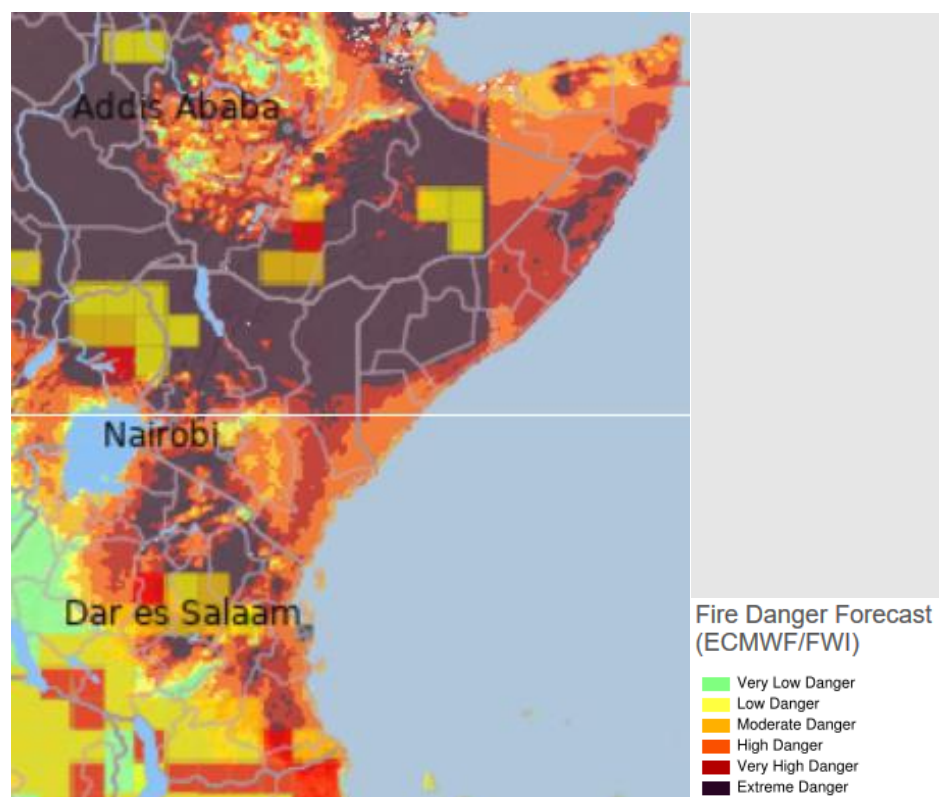 Addis Ababa
Nairobi
Dar es Salaam
Fire Danger Forecast
(ECMWF/FWI)
Very Low Danger
Low Danger
Moderate Danger
High Danger
Very High Danger
Extreme Danger